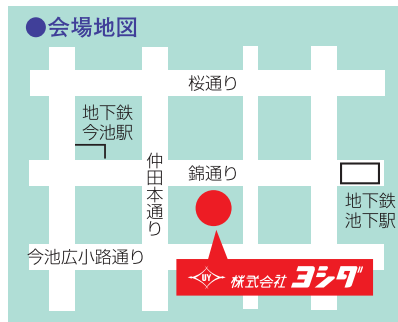 ●会場地図
桜通り
地下鉄
今池駅
仲田本通り
錦通り
地下鉄
池下駅
今池広小路通り
UY 株式会社 ヨシダ